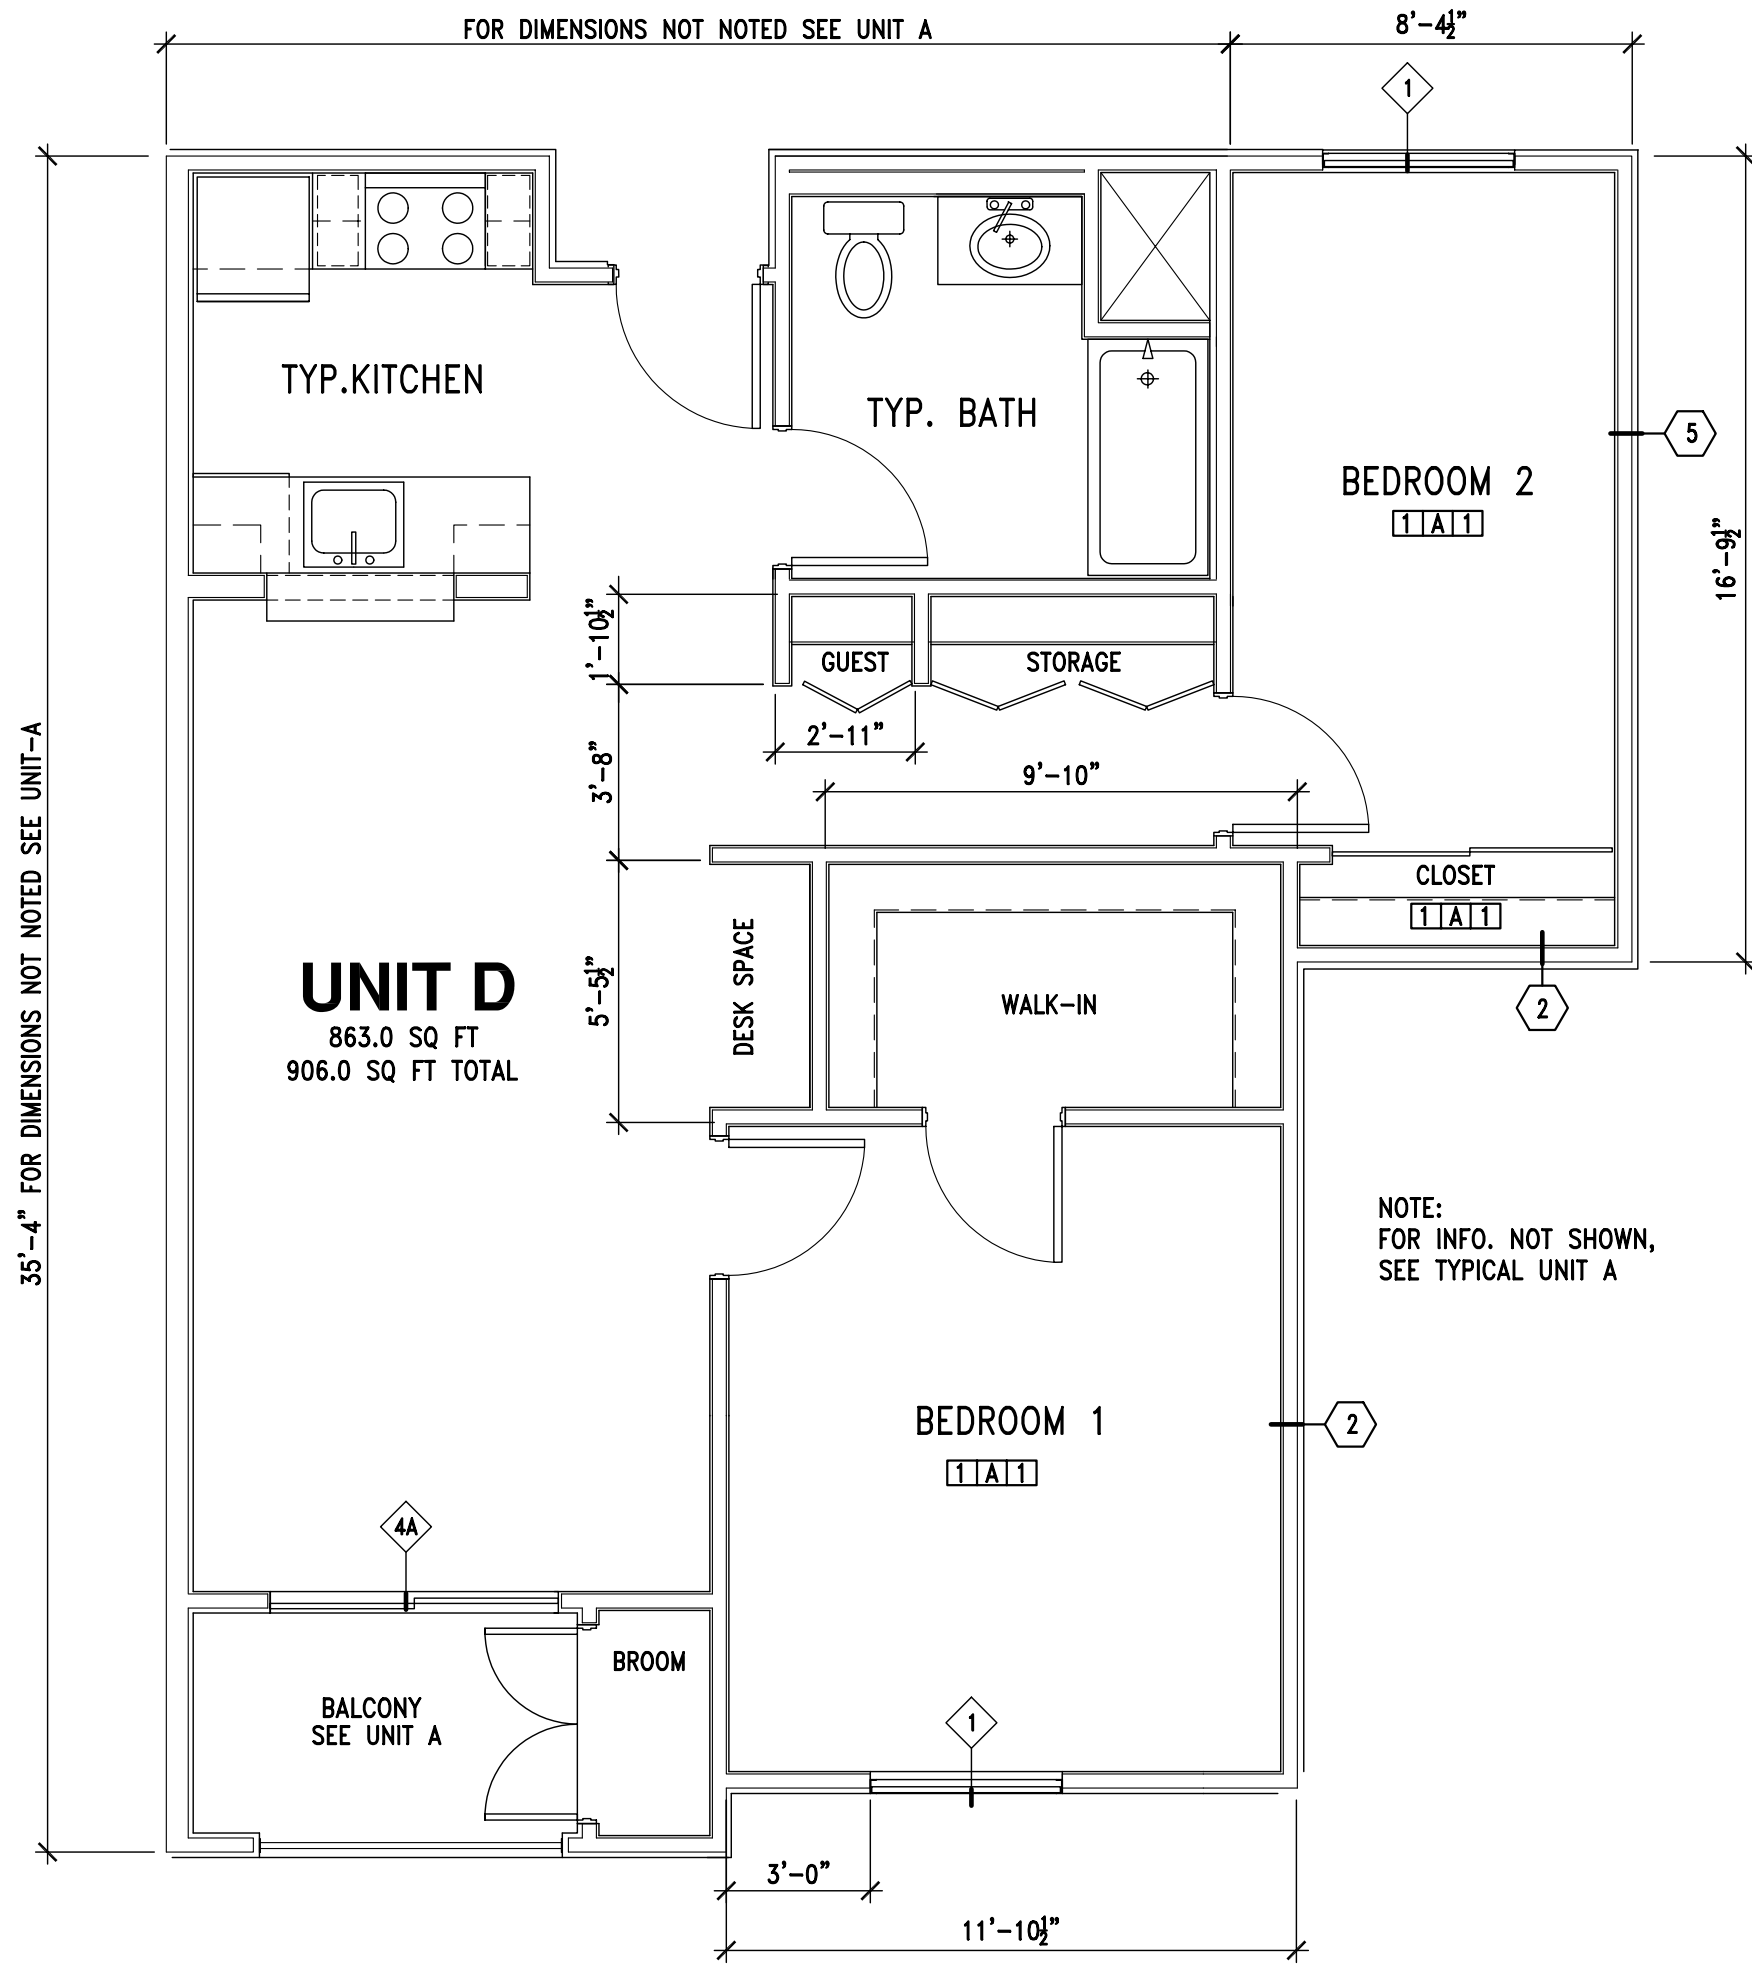 FOR DIMENSIONS NOT NOTED SEE UNIT A
8'-4½"
1
TYP.KITCHEN
TYP. BATH
5
BEDROOM 2
1 A 1
16'-9½"
1'-10½"
GUEST
STORAGE
2'-11"
3'-8"
9'-10"
35'-4" FOR DIMENSIONS NOT NOTED SEE UNIT-A
CLOSET
1 A 1
UNIT D
863.0 SQ FT
906.0 SQ FT TOTAL
5'-5½"
DESK SPACE
WALK-IN
2
NOTE:
FOR INFO. NOT SHOWN,
SEE TYPICAL UNIT A
BEDROOM 1
1 A 1
2
4A
BROOM
BALCONY
SEE UNIT A
1
3'-0"
11'-10½"